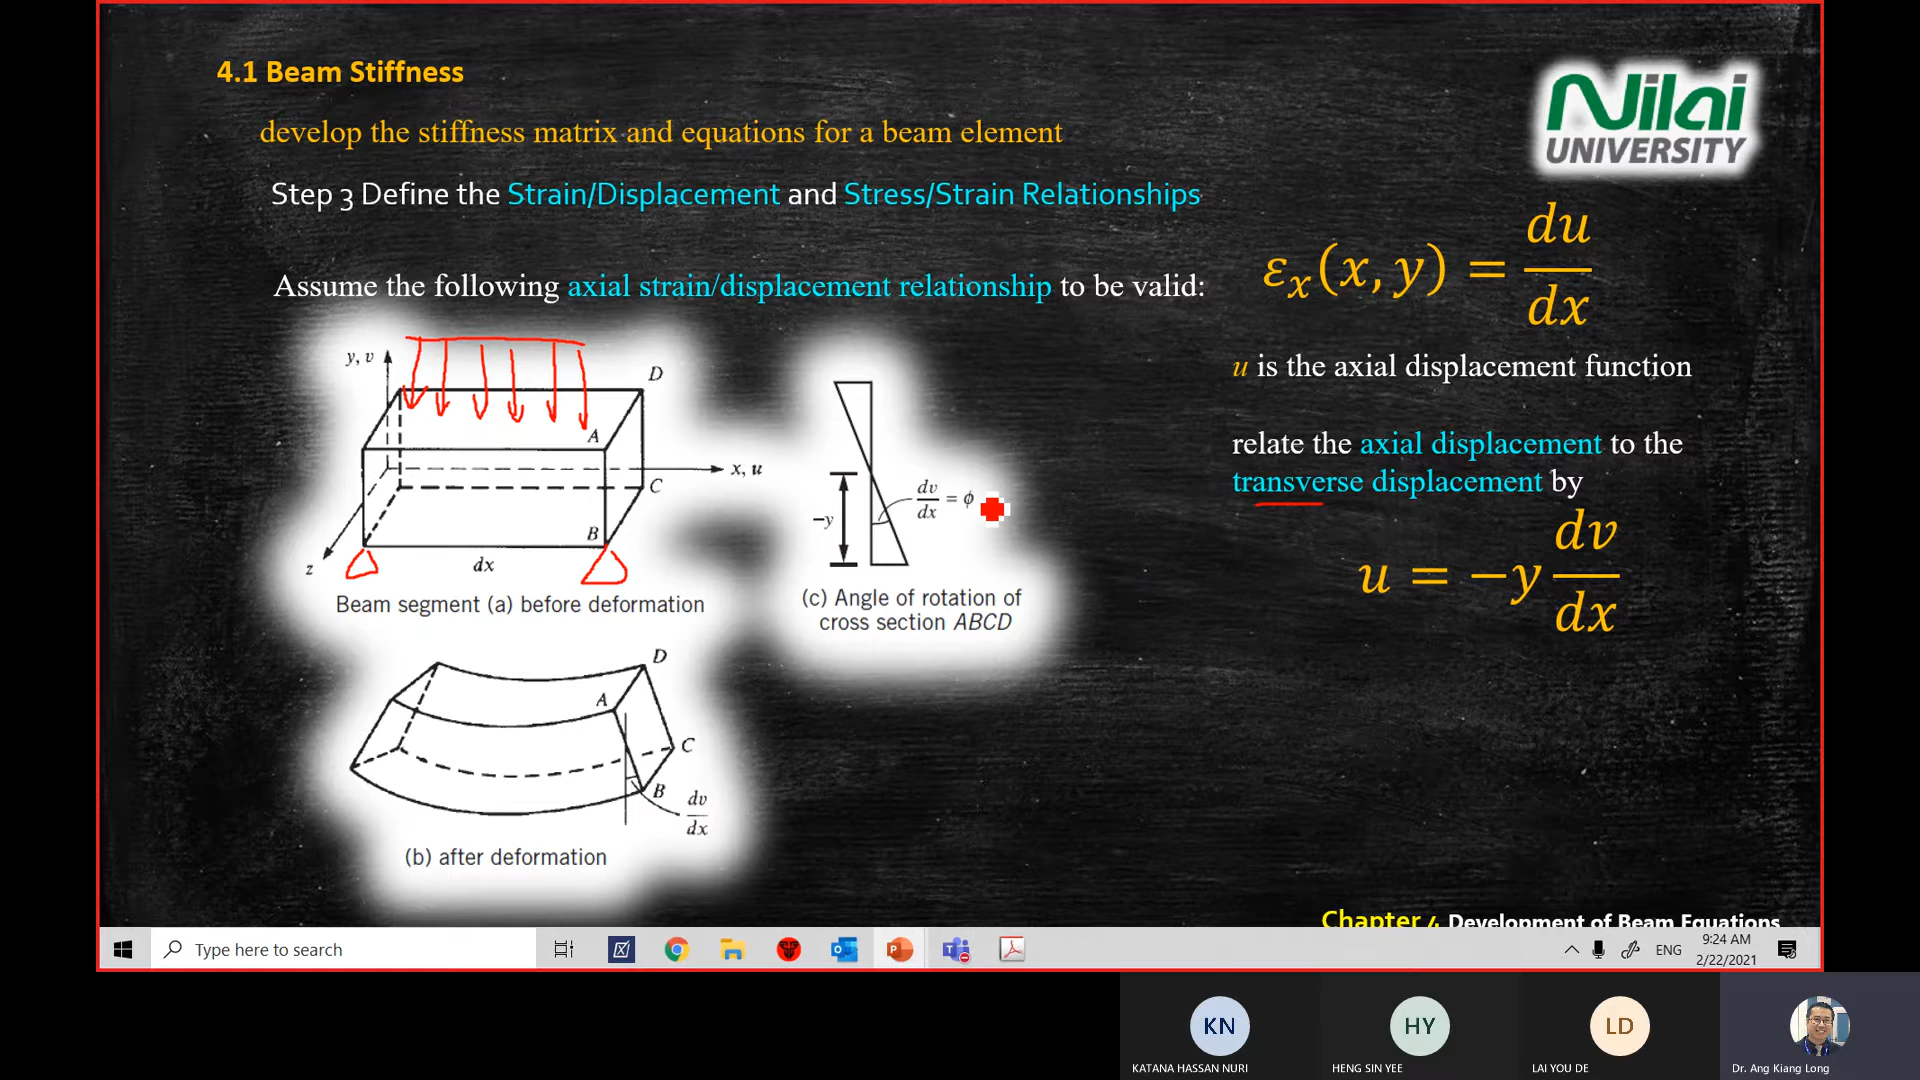 4.1 Beam Stiffness
Nilai
UNIVERSITY
develop the stiffness matrix and equations for a beam element
Step 3 Define the Strain/Displacement and Stress/Strain Relationships
Assume the following axial strain/displacement relationship to be valid:
εx(x, y) = du/dx
u is the axial displacement function
relate the axial displacement to the
transverse displacement by
u = −y dv/dx
y, v
D
A
x, u
C
B
z
dx
Beam segment (a) before deformation
−y
dv/dx = ϕ
(c) Angle of rotation of
cross section ABCD
D
A
C
B
dv/dx
(b) after deformation
Chapter 4 Development of Beam Equations
Type here to search
ENG
9:24 AM
2/22/2021
KN
HY
LD
KATANA HASSAN NURI
HENG SIN YEE
LAI YOU DE
Dr. Ang Kiang Long